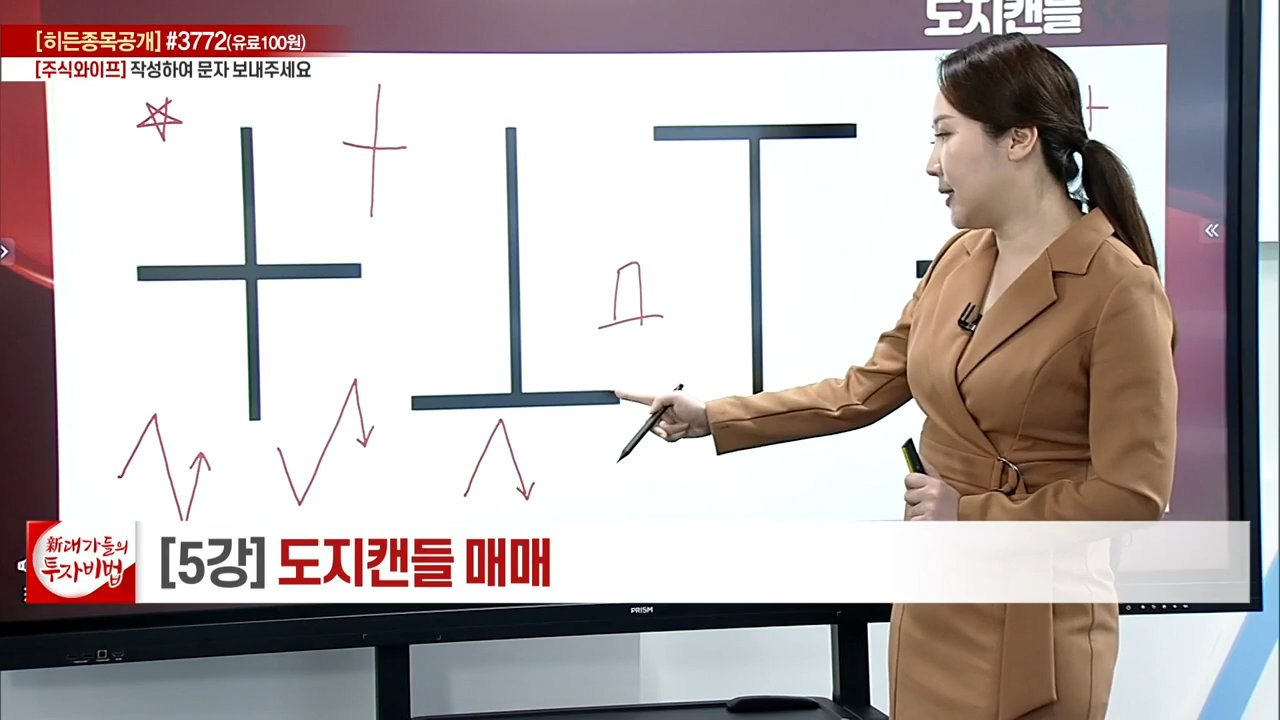 [히든종목공개] #3772(유료100원)
[주식와이프] 작성하여 문자 보내주세요
도지캔들
新대가들의
투자비법
[5강] 도지캔들 매매
PRISM